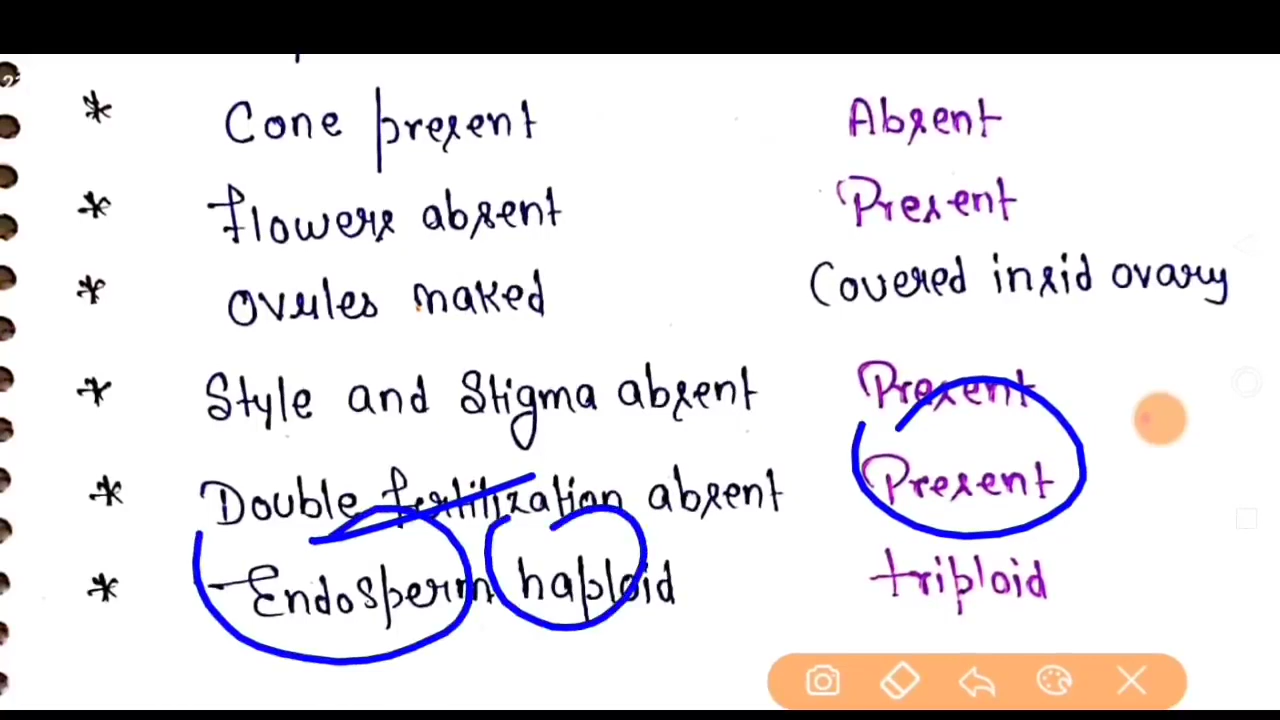 * Cone present Absent
* Flowers absent Present
* Ovules naked Covered insid ovary
* Style and Stigma absent Present
* Double fertilization absent Present
* Endosperm haploid triploid